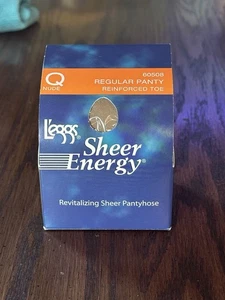 60508
Q
NUDE
REGULAR PANTY
REINFORCED TOE
L'eggs®
Sheer
Energy®
Revitalizing Sheer Pantyhose